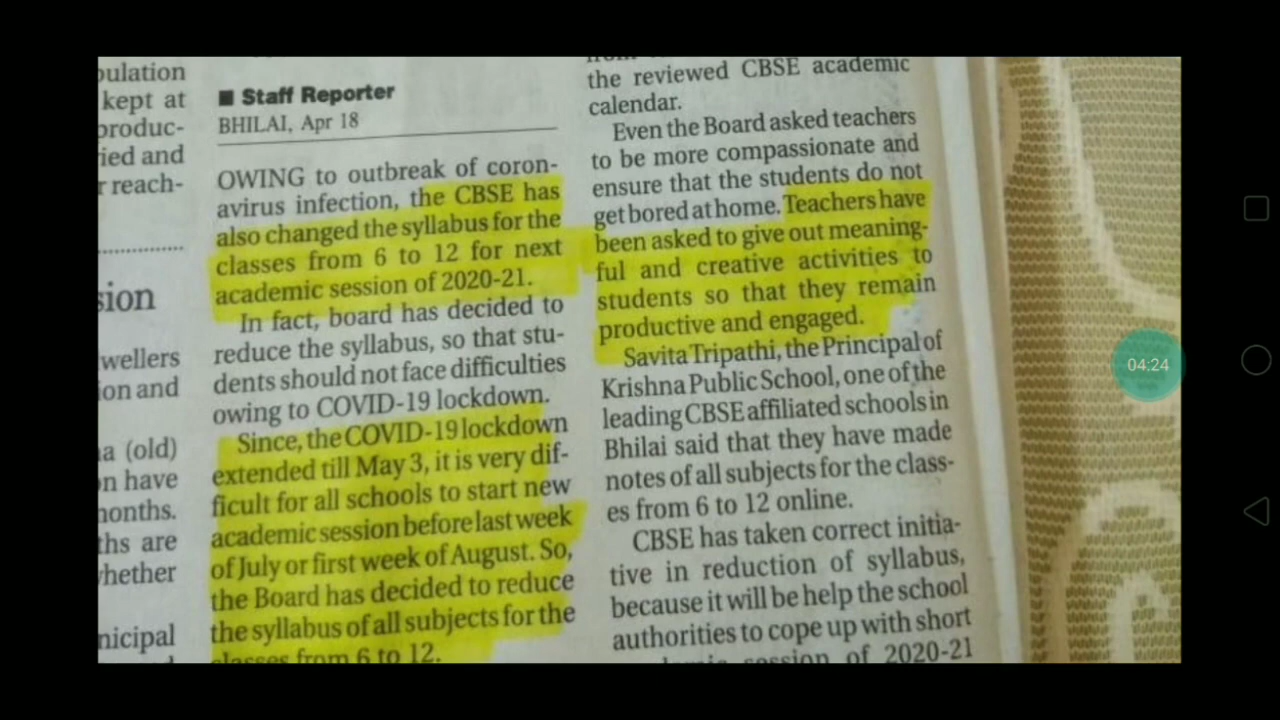 pulation
kept at
produc-
ied and
r reach-
sion
wellers
ion and
a (old)
n have
nonths.
ths are
whether
nicipal
■ Staff Reporter
BHILAI, Apr 18
OWING to outbreak of coron-
avirus infection, the CBSE has
also changed the syllabus for the
classes from 6 to 12 for next
academic session of 2020-21.
In fact, board has decided to
reduce the syllabus, so that stu-
dents should not face difficulties
owing to COVID-19 lockdown.
Since, the COVID-19 lockdown
extended till May 3, it is very dif-
ficult for all schools to start new
academic session before last week
of July or first week of August. So,
the Board has decided to reduce
the syllabus of all subjects for the
classes from 6 to 12.
from
the reviewed CBSE academic
calendar.
Even the Board asked teachers
to be more compassionate and
ensure that the students do not
get bored at home. Teachers have
been asked to give out meaning-
ful and creative activities to
students so that they remain
productive and engaged.
Savita Tripathi, the Principal of
Krishna Public School, one of the
leading CBSE affiliated schools in
Bhilai said that they have made
notes of all subjects for the class-
es from 6 to 12 online.
CBSE has taken correct initia-
tive in reduction of syllabus,
because it will be help the school
authorities to cope up with short
session of 2020-21
04:24